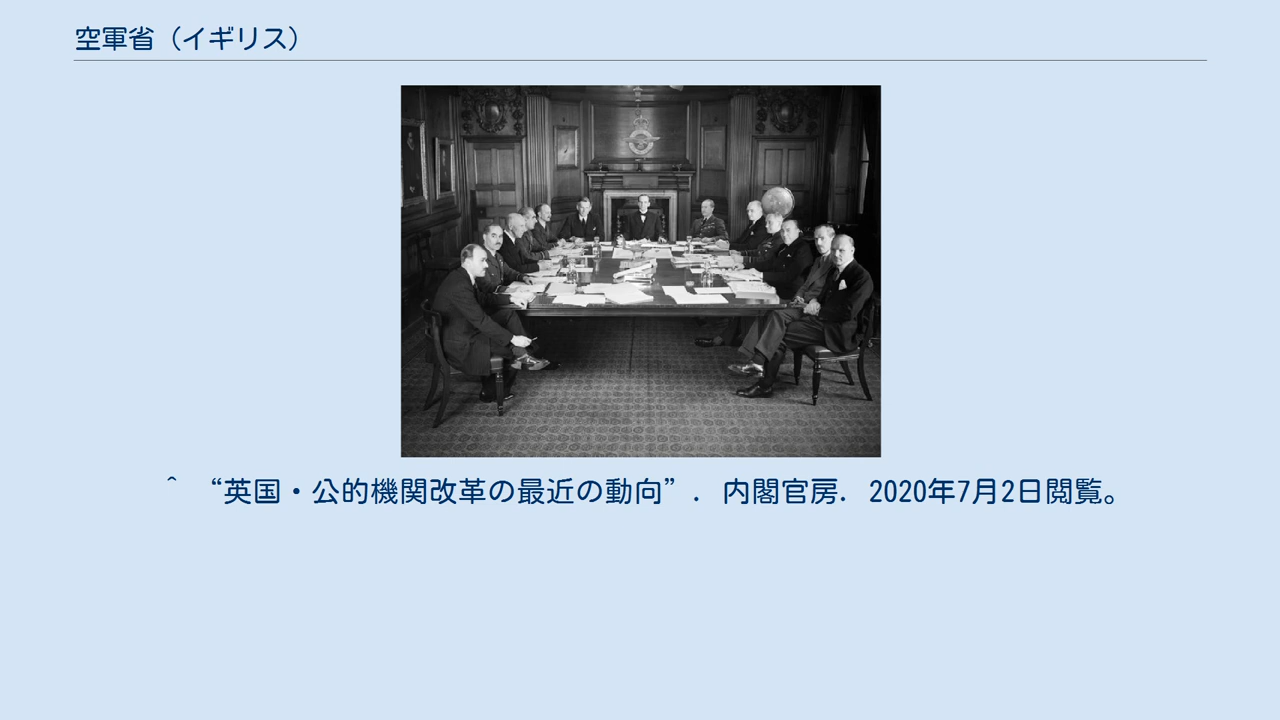 空軍省（イギリス）
^ “英国・公的機関改革の最近の動向”. 内閣官房. 2020年7月2日閲覧。